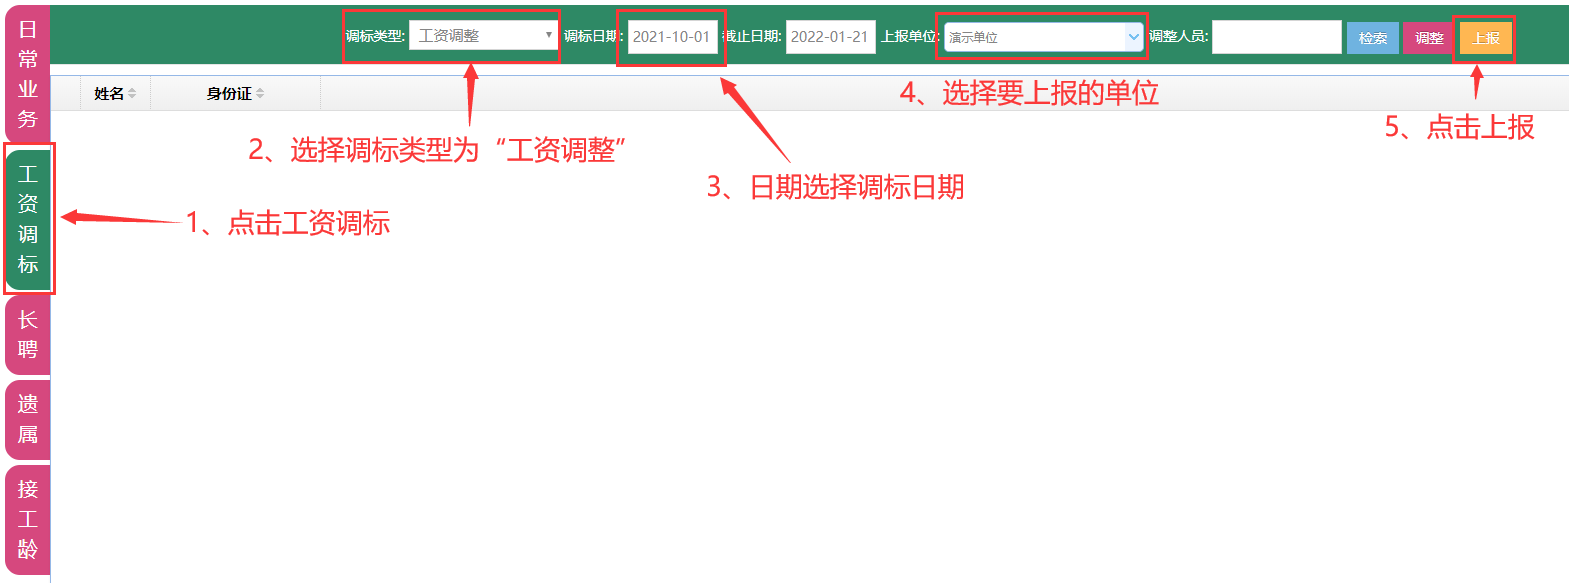 日常业务
工资调标
长聘
遗属
接工龄
调标类型: 工资调整 调标日期: 2021-10-01 截止日期: 2022-01-21 上报单位: 演示单位 调整人员: 检索 调整 上报
姓名 身份证
4、选择要上报的单位
5、点击上报
2、选择调标类型为“工资调整”
3、日期选择调标日期
1、点击工资调标